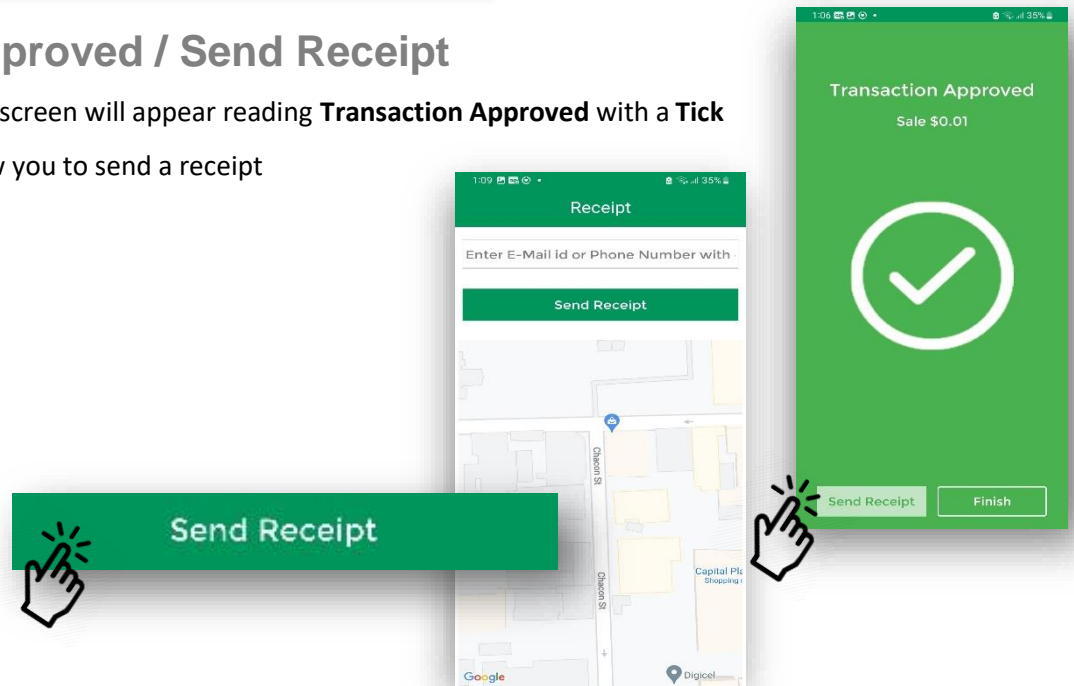 proved / Send Receipt
screen will appear reading Transaction Approved with a Tick
you to send a receipt
1:06
35%
Transaction Approved
Sale $0.01
Send Receipt
Finish
1:09
35%
Receipt
Enter E-Mail id or Phone Number with
Send Receipt
Chacon St
Chacon St
Capital Pla
Shopping
Google
Digicel
Send Receipt